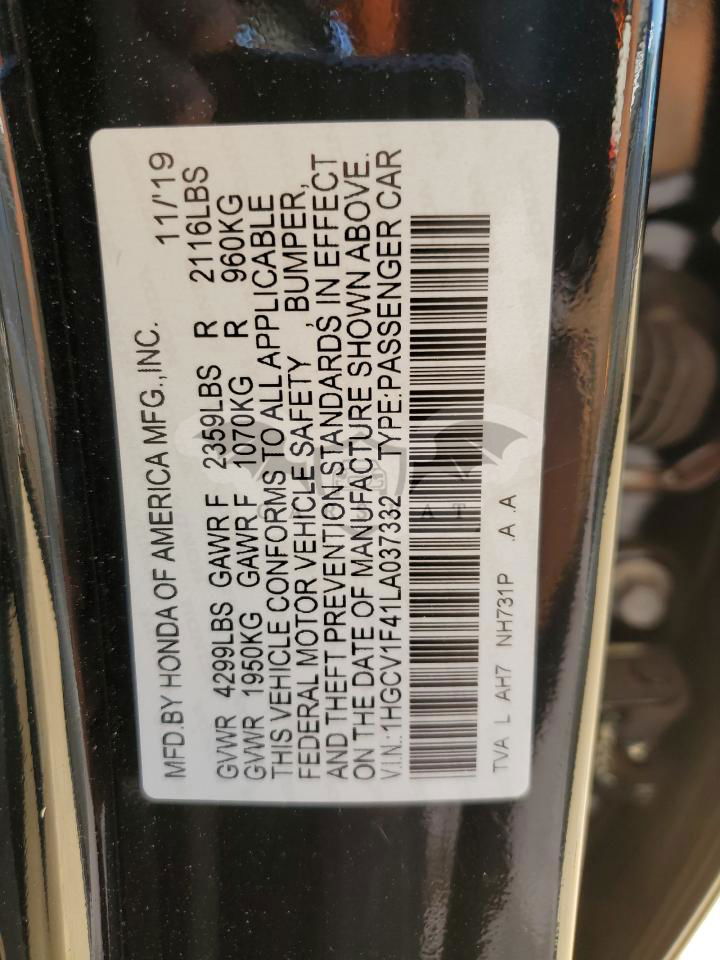 MFD.BY HONDA OF AMERICA MFG.,INC. 11/'19
GVWR 4299LBS GAWR F 2359LBS R 2116LBS
GVWR 1950KG GAWR F 1070KG R 960KG
THIS VEHICLE CONFORMS TO ALL APPLICABLE
FEDERAL MOTOR VEHICLE SAFETY , BUMPER,
AND THEFT PREVENTION STANDARDS IN EFFECT
ON THE DATE OF MANUFACTURE SHOWN ABOVE.
V.I.N.:1HGCV1F41LA037332 TYPE:PASSENGER CAR
TVA L AH7 NH731P .A .A